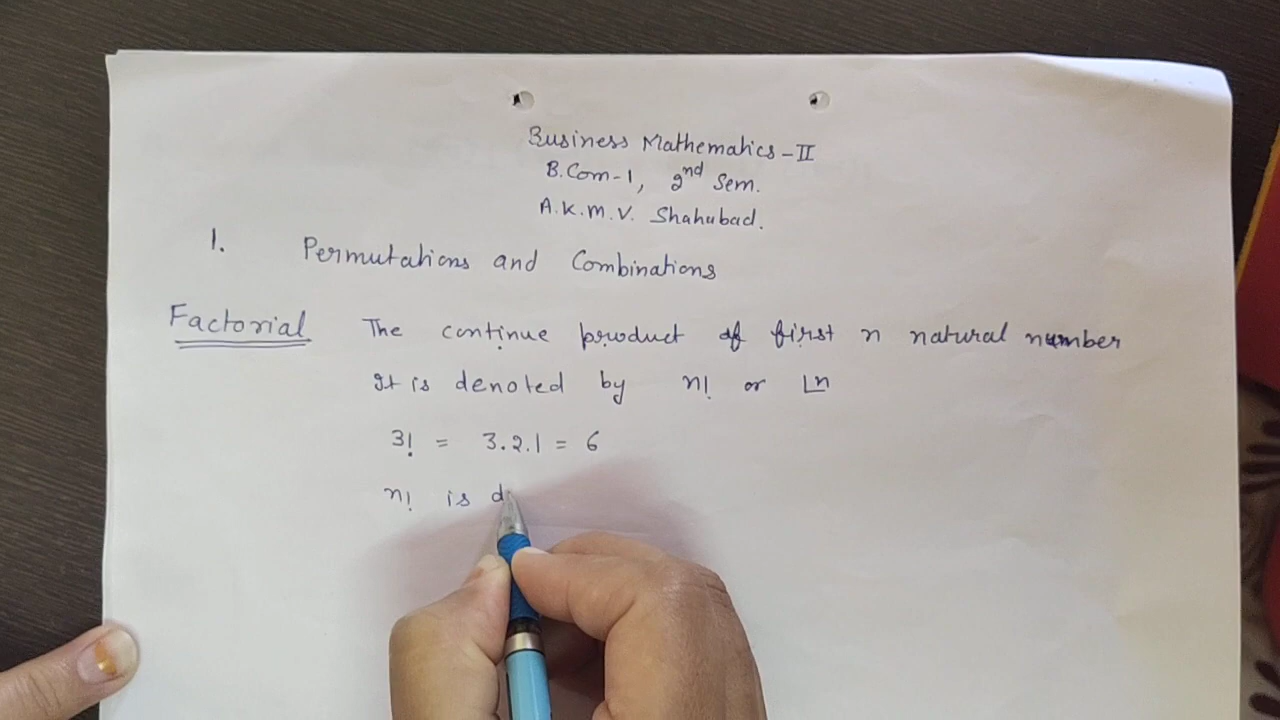 Business Mathematics-II
B.Com-1, 2nd Sem.
A.K.M.V. Shahabad.
1. Permutations and Combinations
Factorial The continue product of first n natural number
It is denoted by n! or ⌊n
3! = 3.2.1 = 6
n! is